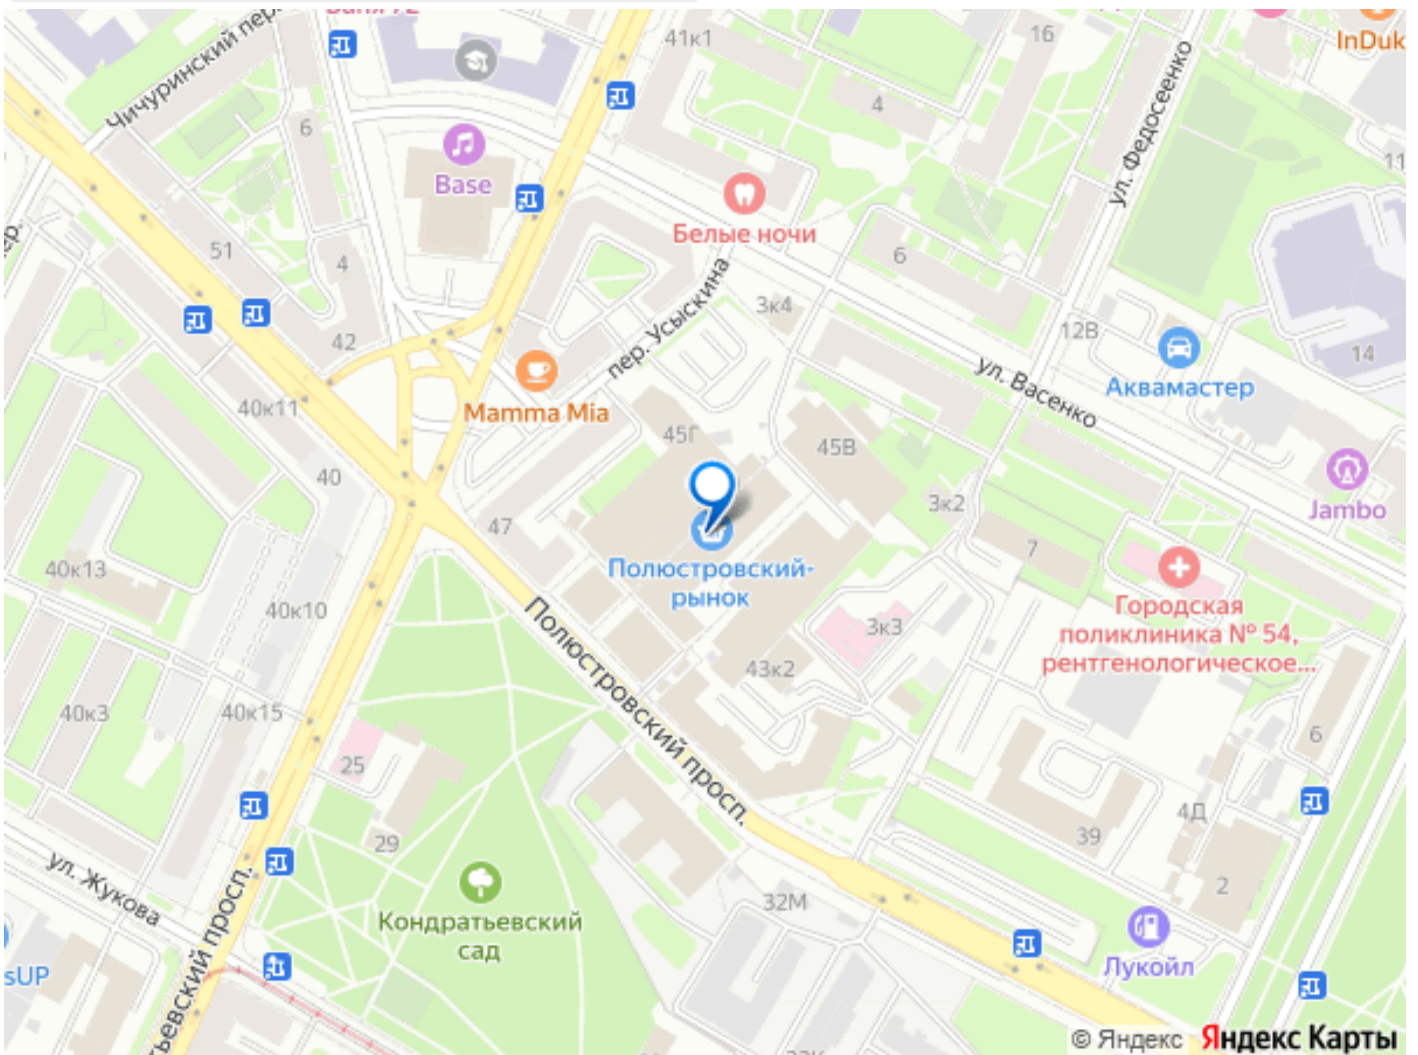 Чичуринский пер.
41к1
16
InDuk
ул. Федосеенко
4
6
Base
11
Белые ночи
51
4
6
пер. Усыскина
3к4
12В
14
42
ул. Васенко
Аквамастер
Mamma Mia
40к11
45Г
45В
40
3к2
Jambo
47
7
Полюстровский-
рынок
40к13
40к10
Городская
поликлиника № 54,
рентгенологическое...
3к3
43к2
Полюстровский просп.
40к3
40к15
6
25
4Д
39
29
2
ул. Жукова
32М
Кондратьевский
сад
Лукойл
sUP
тьевский просп.
© Яндекс Яндекс Карты